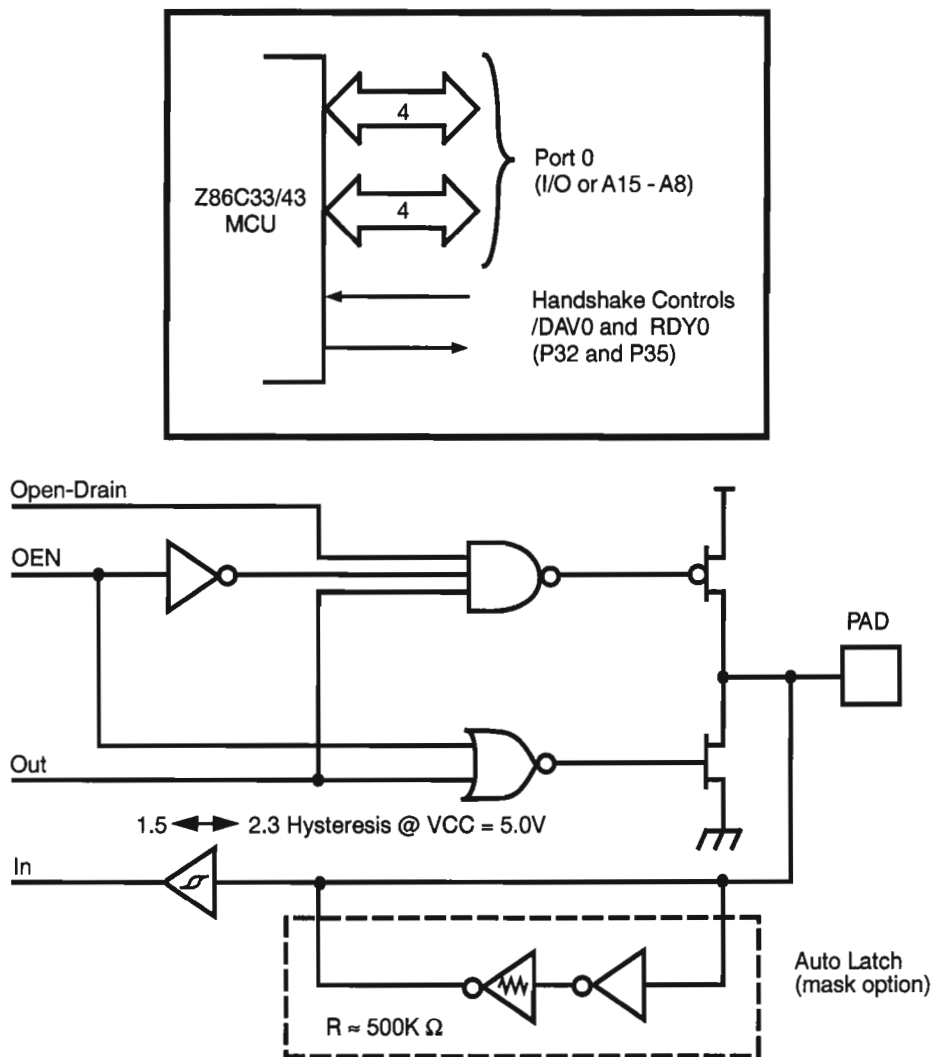 4
Port 0
(I/O or A15 - A8)
Z86C33/43
MCU
4
Handshake Controls
/DAV0 and RDY0
(P32 and P35)
Open-Drain
OEN
PAD
Out
1.5 2.3 Hysteresis @ VCC = 5.0V
In
Auto Latch
(mask option)
R ≈ 500K Ω